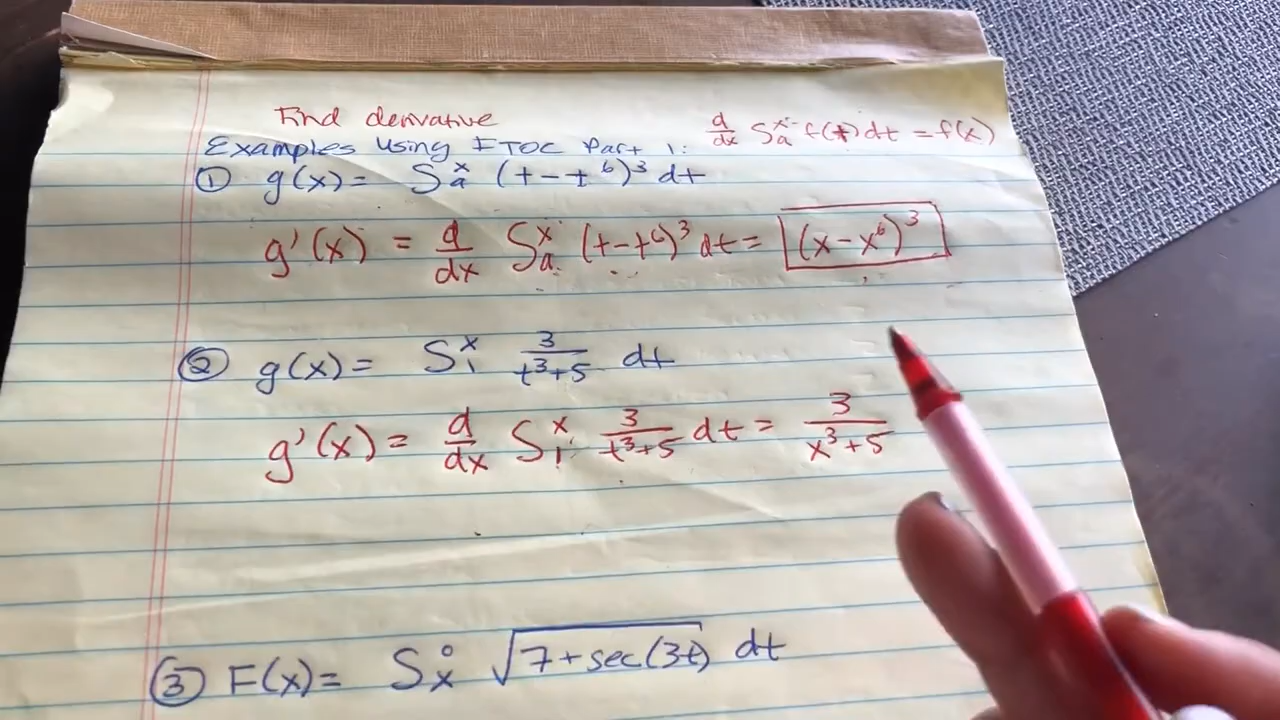 Find derivative
d/dx ∫ₐˣ f(t) dt = f(x)
Examples Using FTOC Part 1:
① g(x) = ∫ₐˣ (t-t⁶)³ dt
g'(x) = d/dx ∫ₐˣ (t-t⁶)³ dt = (x-x⁶)³
② g(x) = ∫₁ˣ 3/(t³+5) dt
g'(x) = d/dx ∫₁ˣ 3/(t³+5) dt = 3/(x³+5)
③ F(x) = ∫ₓ⁰ √(7+sec(3t)) dt